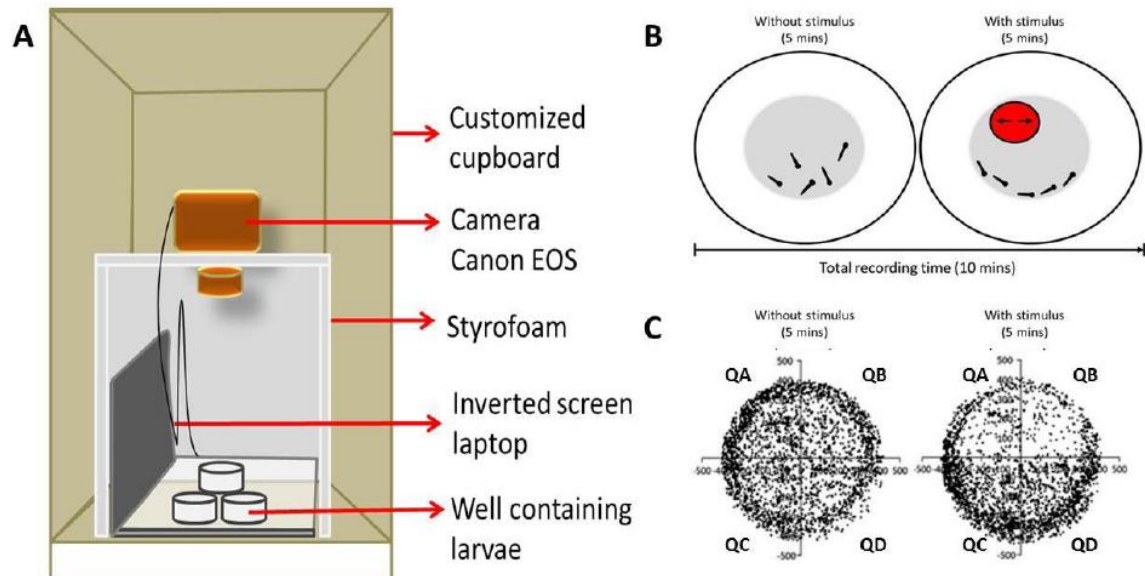 A
Customized
cupboard
Camera
Canon EOS
Styrofoam
Inverted screen
laptop
Well containing
larvae
B
Without stimulus
(5 mins)
With stimulus
(5 mins)
Total recording time (10 mins)
C
Without stimulus
(5 mins)
With stimulus
(5 mins)
500
QA
QB
-500
500
QC
QD
-500
500
QA
QB
-500
500
QC
QD
-500